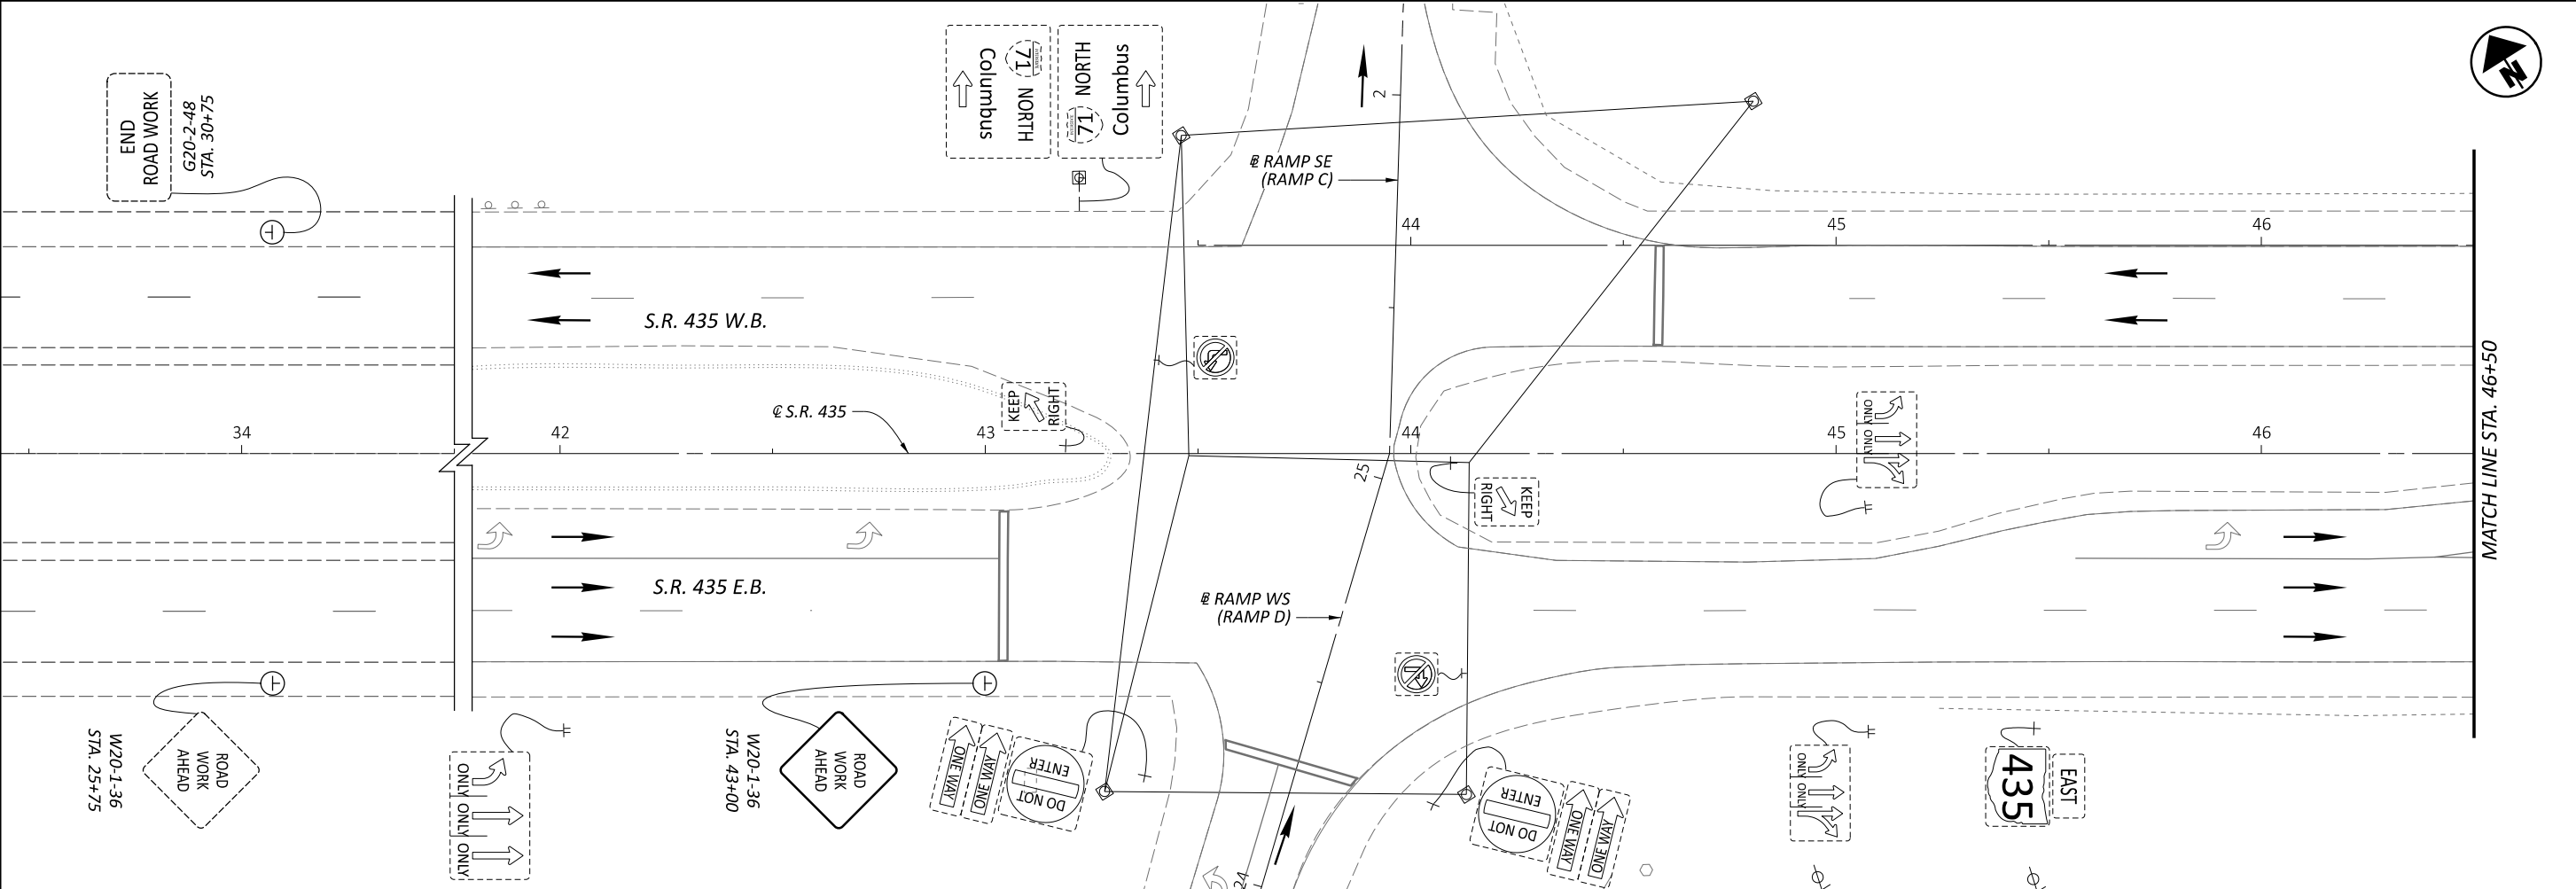 END
ROAD WORK
G20-2-48
STA. 30+75
Columbus
71 NORTH
71 NORTH
Columbus
N
2
℄ RAMP SE
(RAMP C)
44
45
46
S.R. 435 W.B.
KEEP
RIGHT
℄ S.R. 435
34
42
43
44
45
46
25
KEEP
RIGHT
ONLY ONLY
MATCH LINE STA. 46+50
S.R. 435 E.B.
℄ RAMP WS
(RAMP D)
W20-1-36
STA. 25+75
ROAD
WORK
AHEAD
ONLY ONLY ONLY
W20-1-36
STA. 43+00
ROAD
WORK
AHEAD
ONE WAY
ONE WAY
DO NOT
ENTER
DO NOT
ENTER
ONE WAY
ONE WAY
24
ONLY ONLY
EAST
435